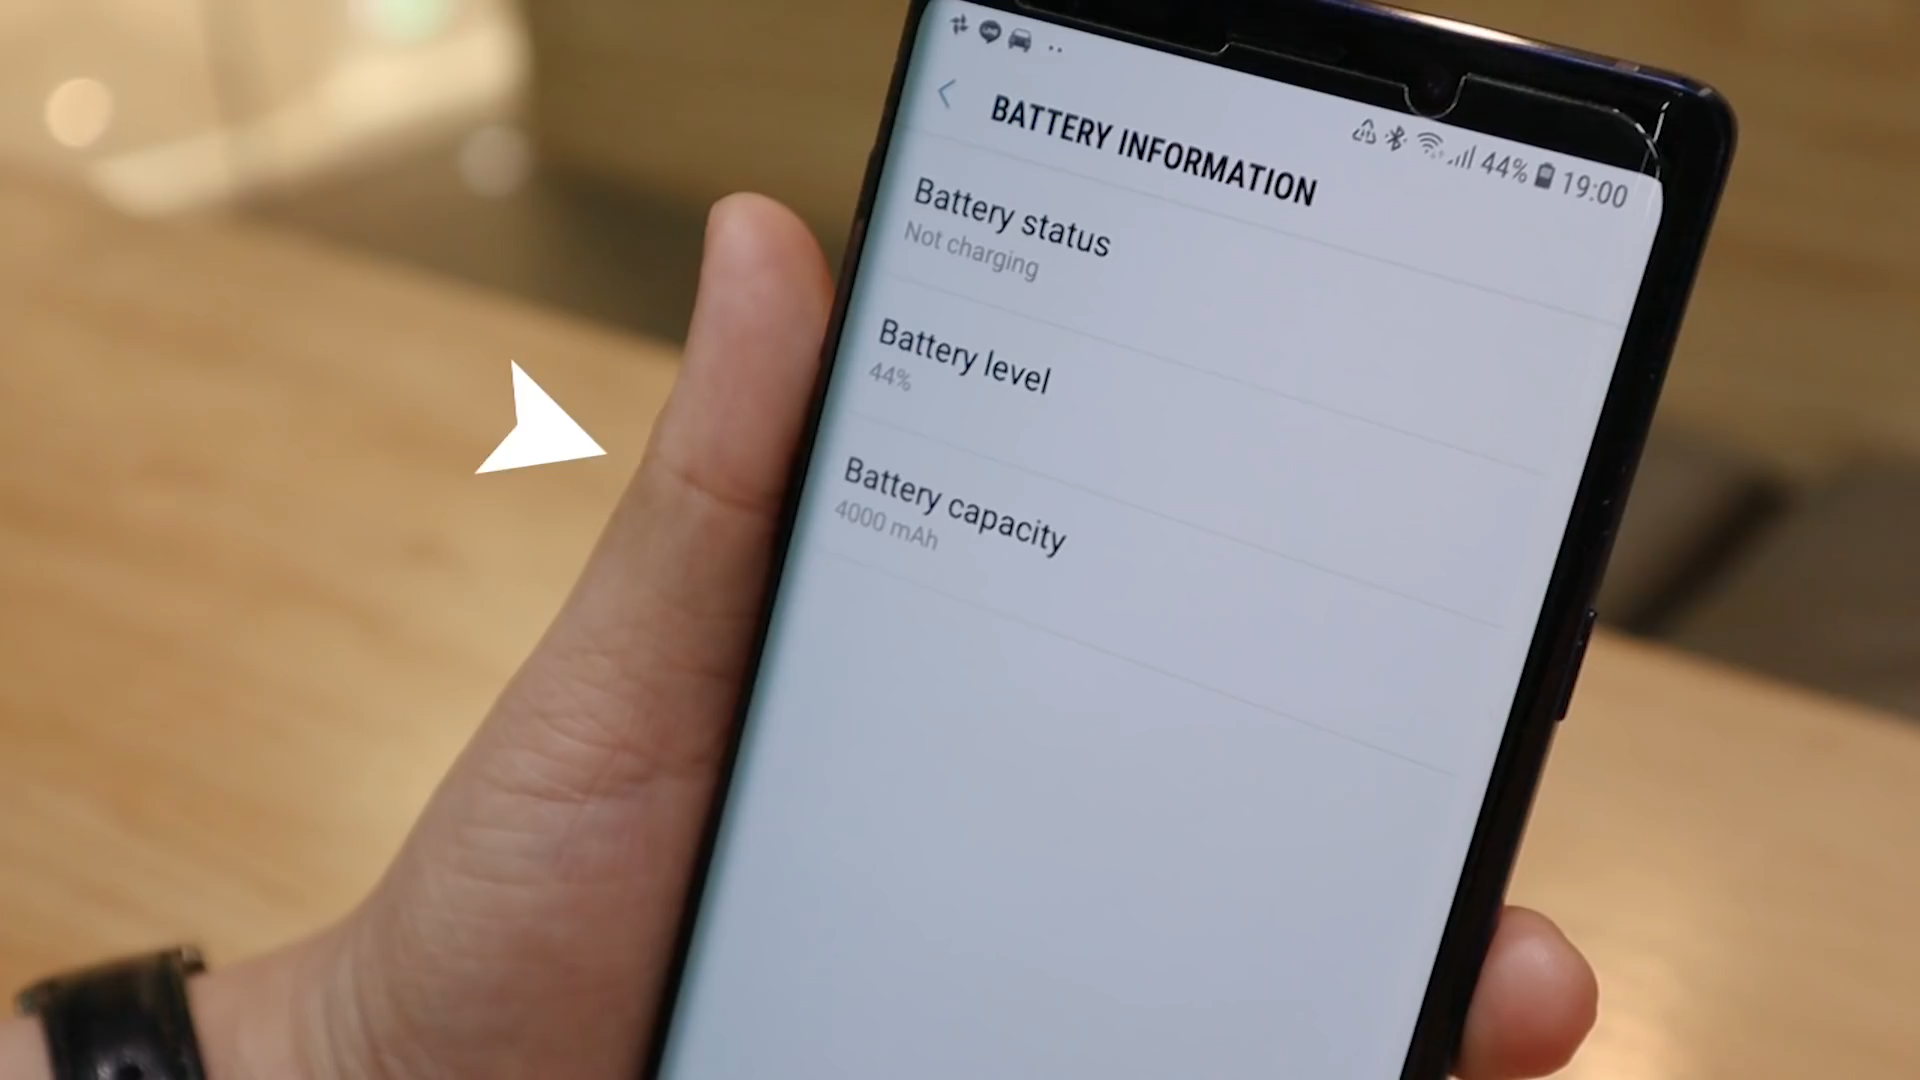 44% 19:00
BATTERY INFORMATION
Battery status
Not charging
Battery level
44%
Battery capacity
4000 mAh